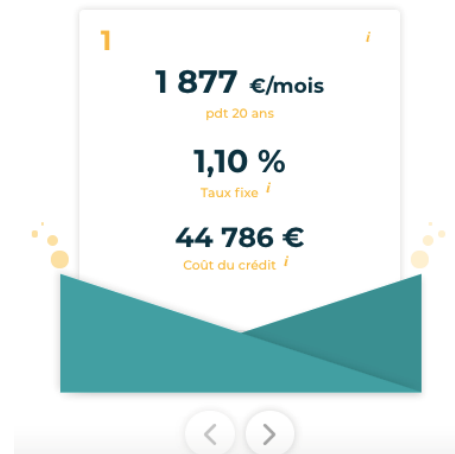 1
i
1 877 €/mois
pdt 20 ans
1,10 %
Taux fixe i
44 786 €
Coût du crédit i